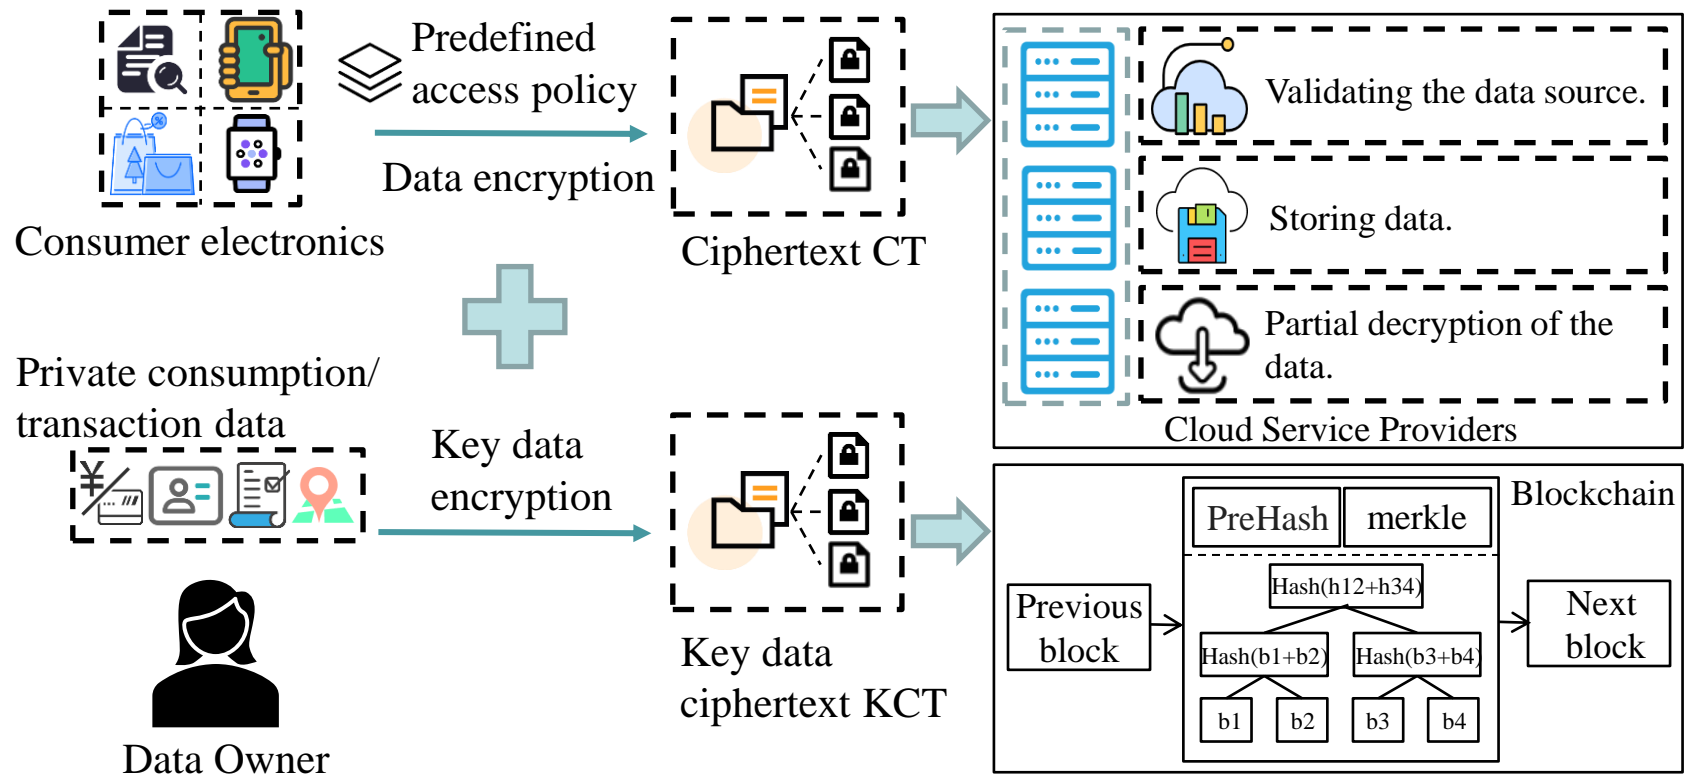 Predefined
access policy
Data encryption
Consumer electronics
Ciphertext CT
Validating the data source.
Storing data.
Partial decryption of the
data.
Cloud Service Providers
Private consumption/
transaction data
Key data
encryption
Data Owner
Key data
ciphertext KCT
Blockchain
PreHash
merkle
Hash(h12+h34)
Previous
block
Next
block
Hash(b1+b2)
Hash(b3+b4)
b1
b2
b3
b4